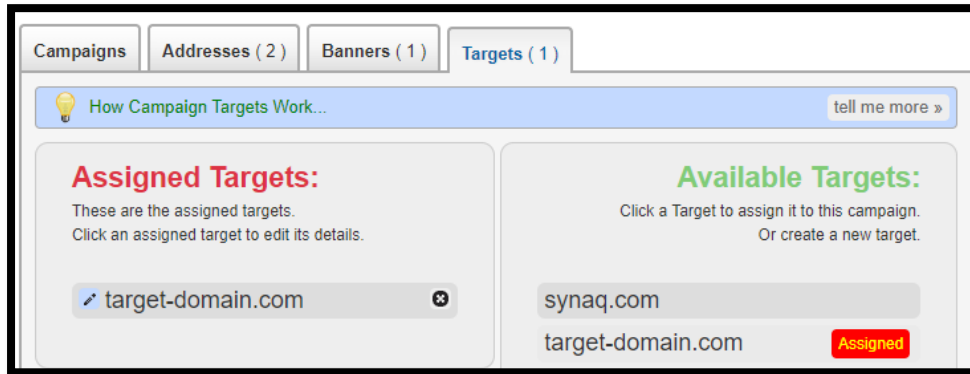 Campaigns
Addresses ( 2 )
Banners ( 1 )
Targets ( 1 )
How Campaign Targets Work...
tell me more »
Assigned Targets:
These are the assigned targets.
Click an assigned target to edit its details.
target-domain.com
Available Targets:
Click a Target to assign it to this campaign.
Or create a new target.
synaq.com
target-domain.com
Assigned